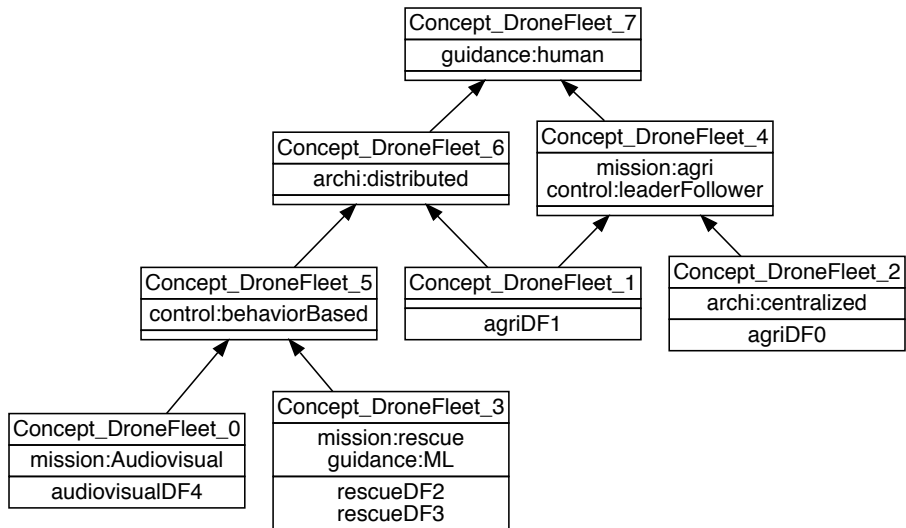 Concept_DroneFleet_7
guidance:human
Concept_DroneFleet_6
archi:distributed
Concept_DroneFleet_4
mission:agri
control:leaderFollower
Concept_DroneFleet_5
control:behaviorBased
Concept_DroneFleet_1
agriDF1
Concept_DroneFleet_2
archi:centralized
agriDF0
Concept_DroneFleet_0
mission:Audiovisual
audiovisualDF4
Concept_DroneFleet_3
mission:rescue
guidance:ML
rescueDF2
rescueDF3